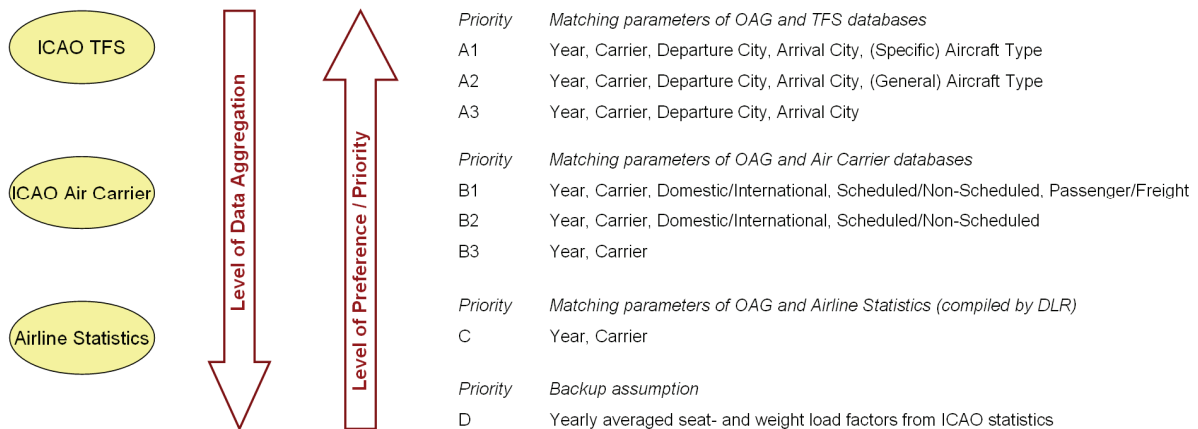 ICAO TFS
ICAO Air Carrier
Airline Statistics
Level of Data Aggregation
Level of Preference / Priority
Priority Matching parameters of OAG and TFS databases
A1 Year, Carrier, Departure City, Arrival City, (Specific) Aircraft Type
A2 Year, Carrier, Departure City, Arrival City, (General) Aircraft Type
A3 Year, Carrier, Departure City, Arrival City
Priority Matching parameters of OAG and Air Carrier databases
B1 Year, Carrier, Domestic/International, Scheduled/Non-Scheduled, Passenger/Freight
B2 Year, Carrier, Domestic/International, Scheduled/Non-Scheduled
B3 Year, Carrier
Priority Matching parameters of OAG and Airline Statistics (compiled by DLR)
C Year, Carrier
Priority Backup assumption
D Yearly averaged seat- and weight load factors from ICAO statistics